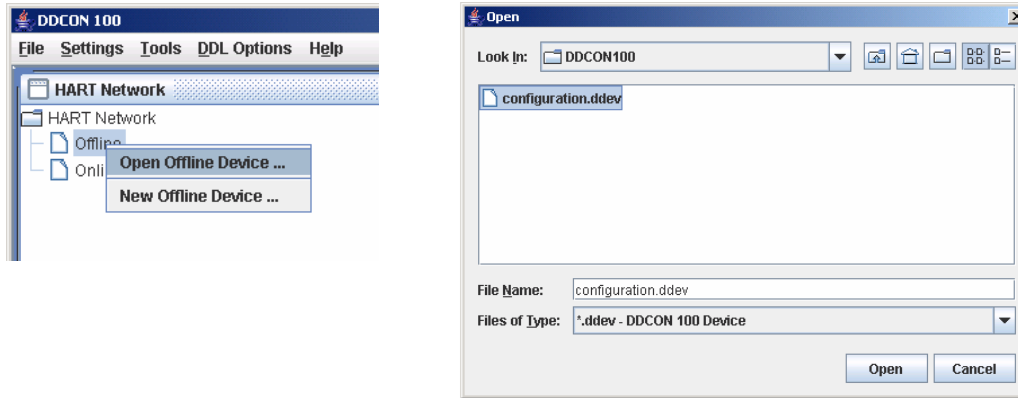 DDCON 100
File Settings Tools DDL Options Help
HART Network
HART Network
Offline
Open Offline Device ...
Onli
New Offline Device ...
Open
Look In: DDCON100
configuration.ddev
File Name: configuration.ddev
Files of Type: *.ddev - DDCON 100 Device
Open Cancel